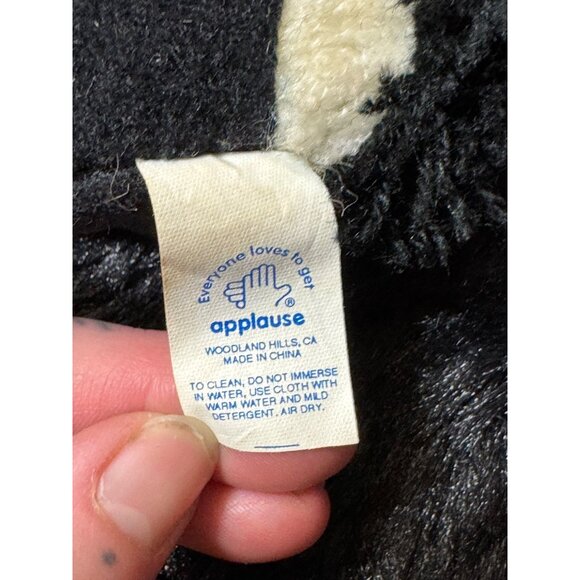 Everyone loves to get
®
applause
WOODLAND HILLS, CA
MADE IN CHINA
TO CLEAN, DO NOT IMMERSE
IN WATER, USE CLOTH WITH
WARM WATER AND MILD
DETERGENT. AIR DRY.